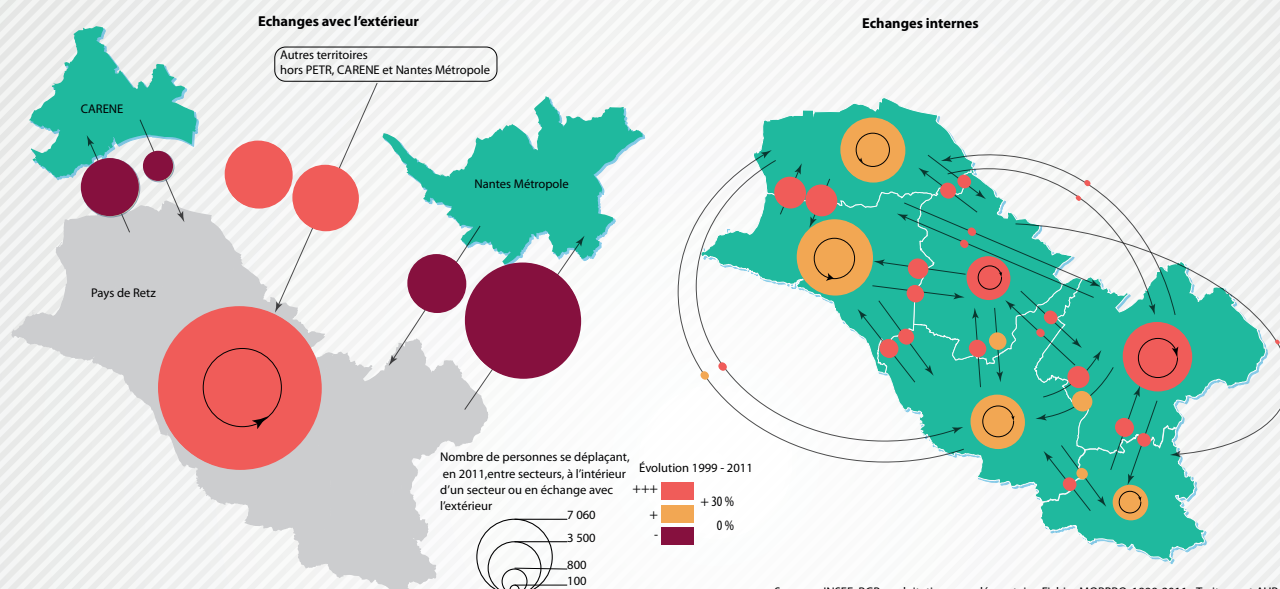 Echanges avec l'extérieur
Echanges internes
Autres territoires
hors PETR, CARENE et Nantes Métropole
CARENE
Nantes Métropole
Pays de Retz
Nombre de personnes se déplaçant,
en 2011,entre secteurs, à l'intérieur
d'un secteur ou en échange avec
l'extérieur
7 060
3 500
800
100
Évolution 1999 - 2011
+++
+ 30 %
+
0 %
-